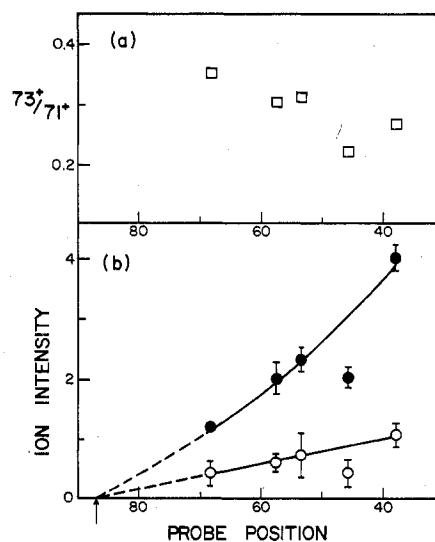 (a)
0.4
73+/71+
0.2
80 60 40
(b)
4
2
0
ION INTENSITY
80 60 40
PROBE POSITION